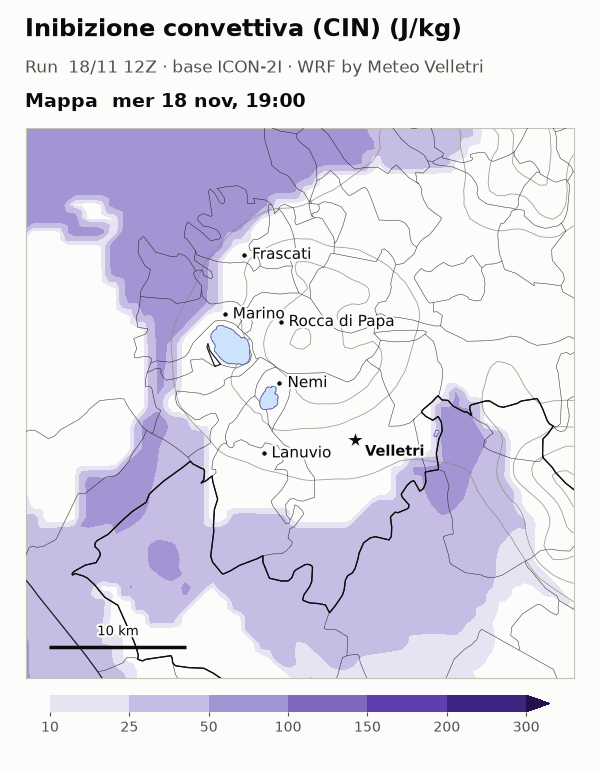 Inibizione convettiva (CIN) (J/kg)
Run  18/11 12Z · base ICON-2I · WRF by Meteo Velletri
Mappa  mer 18 nov, 19:00
Frascati
Marino
Rocca di Papa
Nemi
Velletri
Lanuvio
10 km
10 25 50 100 150 200 300